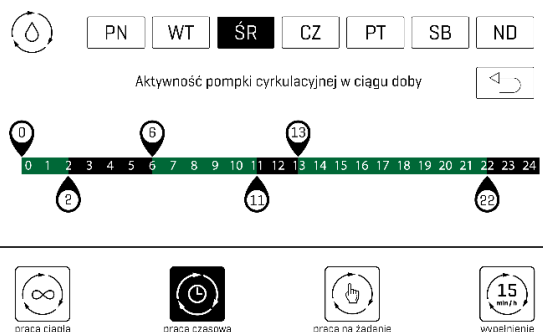 PN WT ŚR CZ PT SB ND
Aktywność pompki cyrkulacyjnej w ciągu doby
0 6 13
0 1 2 3 4 5 6 7 8 9 10 11 12 13 14 15 16 17 18 19 20 21 22 23 24
2 11 22
15
min/h
praca ciągła praca czasowa praca na żądanie wypełnienie